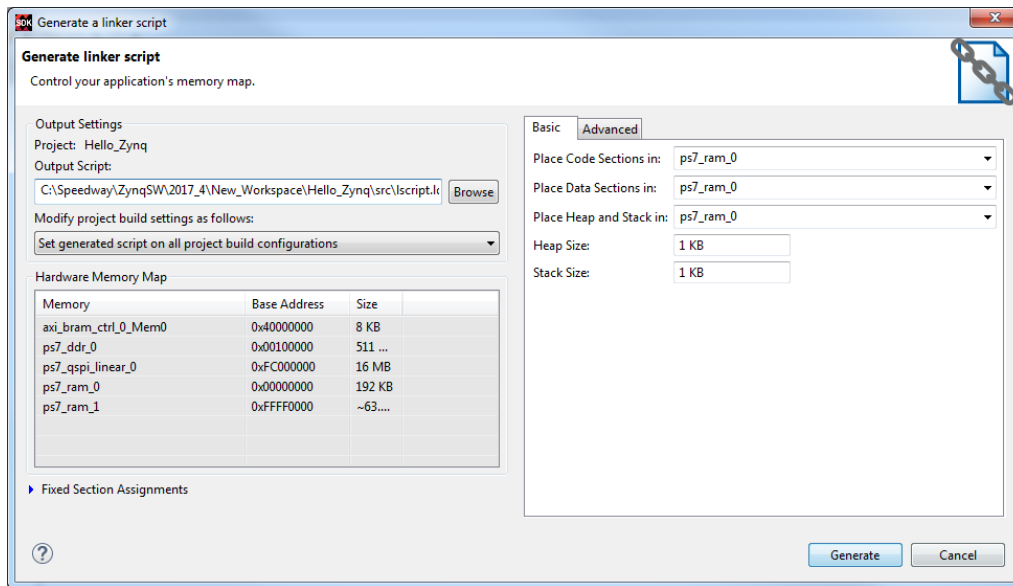 SDK Generate a linker script
Generate linker script
Control your application's memory map.
Output Settings
Project: Hello_Zynq
Output Script:
C:\Speedway\ZynqSW\2017_4\New_Workspace\Hello_Zynq\src\lscript.lc Browse
Modify project build settings as follows:
Set generated script on all project build configurations
Hardware Memory Map
Memory Base Address Size
axi_bram_ctrl_0_Mem0 0x40000000 8 KB
ps7_ddr_0 0x00100000 511 ...
ps7_qspi_linear_0 0xFC000000 16 MB
ps7_ram_0 0x00000000 192 KB
ps7_ram_1 0xFFFF0000 ~63....
Fixed Section Assignments
Basic Advanced
Place Code Sections in: ps7_ram_0
Place Data Sections in: ps7_ram_0
Place Heap and Stack in: ps7_ram_0
Heap Size: 1 KB
Stack Size: 1 KB
? Generate Cancel